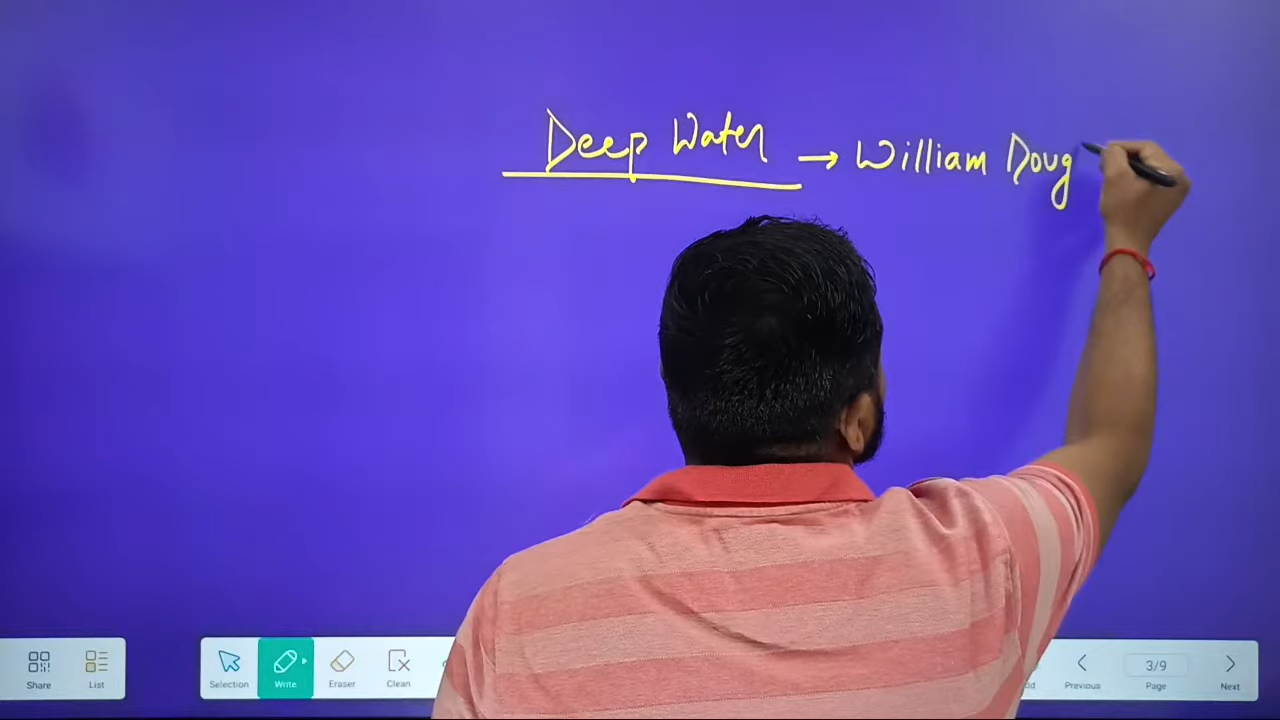 Deep Water → William Doug
Share
List
Selection
Write
Eraser
Clean
Previous
3/9
Page
Next